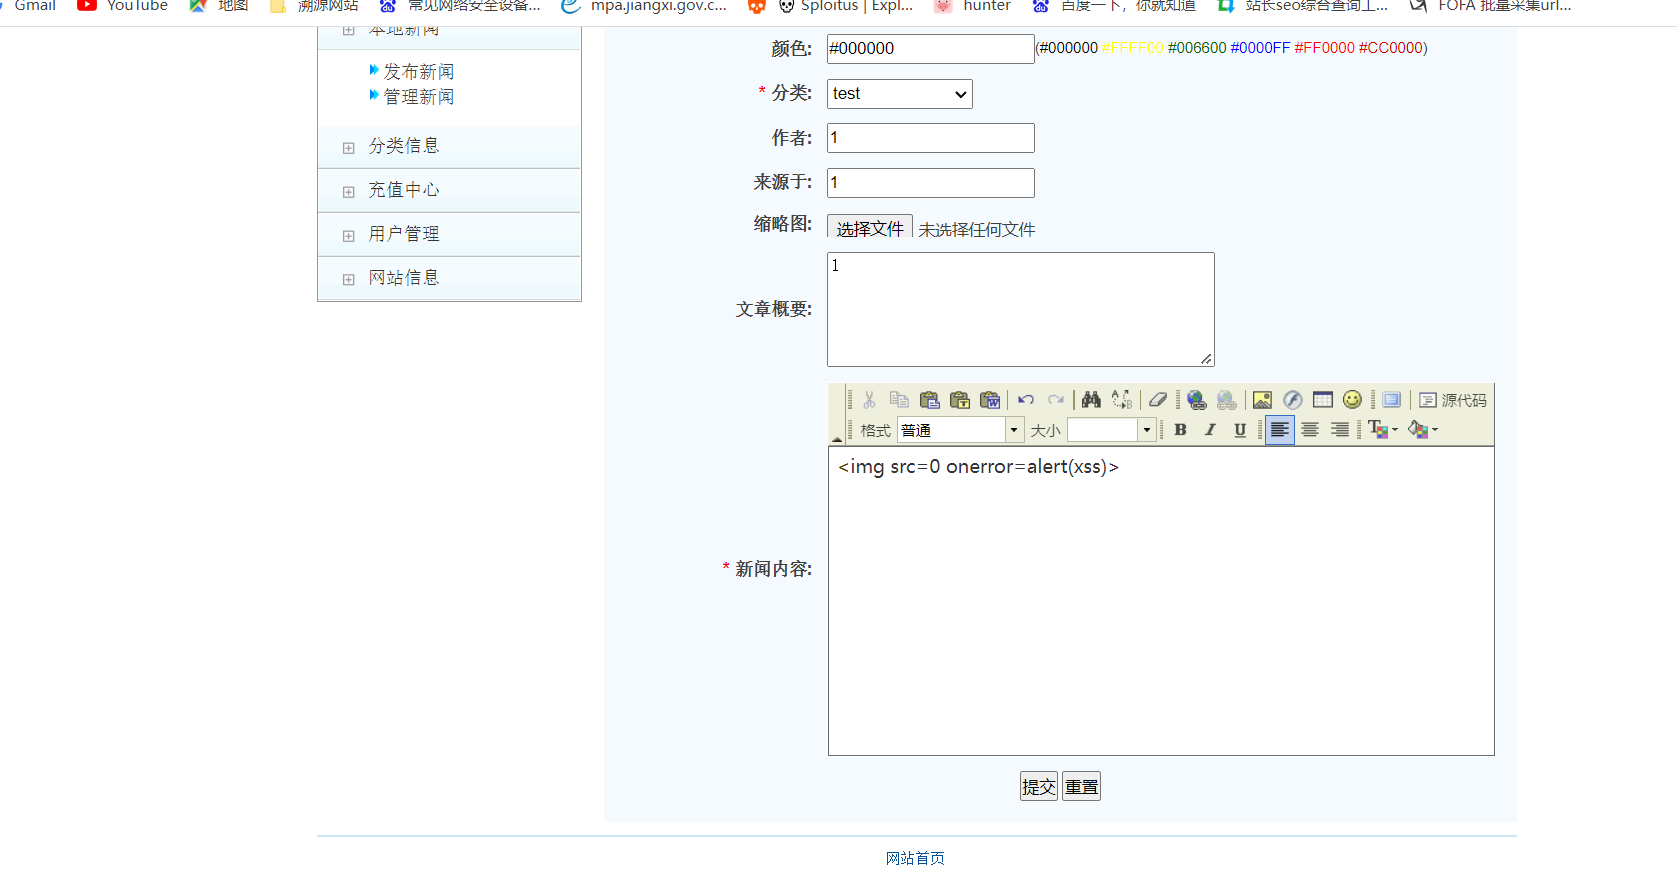 Gmail YouTube 地图 溯源网站 常见网络安全设备... mpa.jiangxi.gov.c... Sploitus | Expl... hunter 百度一下，你就知道 站长seo综合查询工... FOFA 批量采集url...
本地新闻
发布新闻
管理新闻
分类信息
充值中心
用户管理
网站信息
颜色: #000000 (#000000 #FFFF00 #006600 #0000FF #FF0000 #CC0000)
* 分类: test
作者: 1
来源于: 1
缩略图: 选择文件 未选择任何文件
文章概要: 1
源代码
格式 普通 大小 B I U
* 新闻内容: <img src=0 onerror=alert(xss)>
提交 重置
网站首页